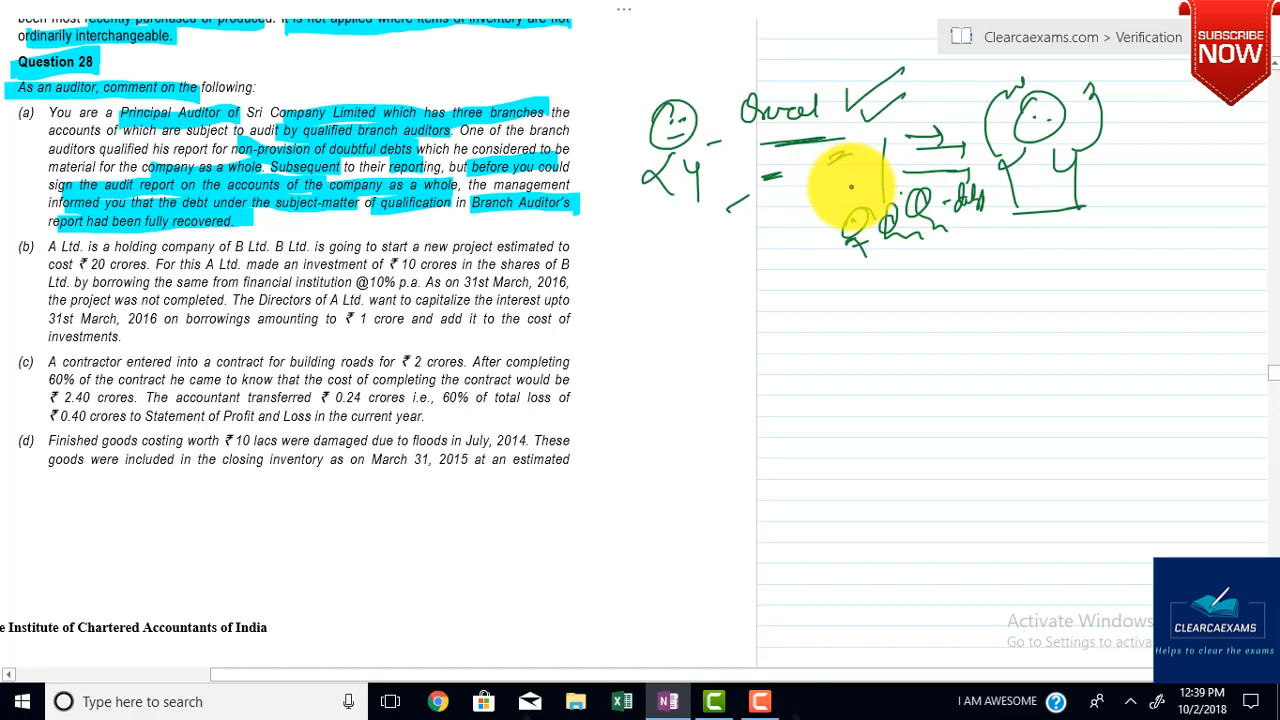 been most recently purchased or produced. It is not applied where items of inventory are not
ordinarily interchangeable.
Question 28
As an auditor, comment on the following:
(a) You are a Principal Auditor of Sri Company Limited which has three branches the
accounts of which are subject to audit by qualified branch auditors. One of the branch
auditors qualified his report for non-provision of doubtful debts which he considered to be
material for the company as a whole. Subsequent to their reporting, but before you could
sign the audit report on the accounts of the company as a whole, the management
informed you that the debt under the subject-matter of qualification in Branch Auditor's
report had been fully recovered.
(b) A Ltd. is a holding company of B Ltd. B Ltd. is going to start a new project estimated to
cost ₹ 20 crores. For this A Ltd. made an investment of ₹ 10 crores in the shares of B
Ltd. by borrowing the same from financial institution @10% p.a. As on 31st March, 2016,
the project was not completed. The Directors of A Ltd. want to capitalize the interest upto
31st March, 2016 on borrowings amounting to ₹ 1 crore and add it to the cost of
investments.
(c) A contractor entered into a contract for building roads for ₹ 2 crores. After completing
60% of the contract he came to know that the cost of completing the contract would be
₹ 2.40 crores. The accountant transferred ₹ 0.24 crores i.e., 60% of total loss of
₹ 0.40 crores to Statement of Profit and Loss in the current year.
(d) Finished goods costing worth ₹ 10 lacs were damaged due to floods in July, 2014. These
goods were included in the closing inventory as on March 31, 2015 at an estimated
e Institute of Chartered Accountants of India
Clearcaexams.com > Verification
SUBSCRIBE
NOW
Activate Windows
Go to Settings to activa
CLEARCAEXAMS
Helps to clear the exams
Type here to search
I AM AWESOME
12:39 PM
10/2/2018